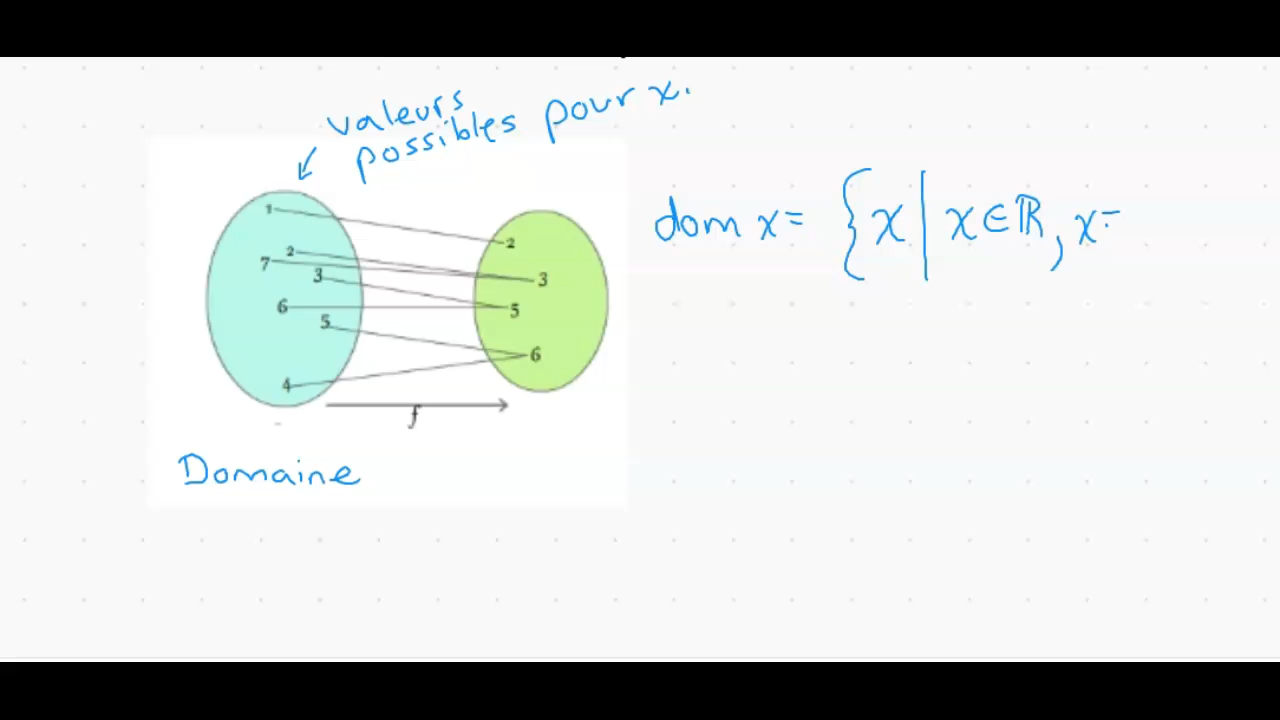 valeurs
possibles pour x.
dom x = { x | x ∈ ℝ, x =
1
2
2
7
3
3
6
5
5
6
4
f
Domaine